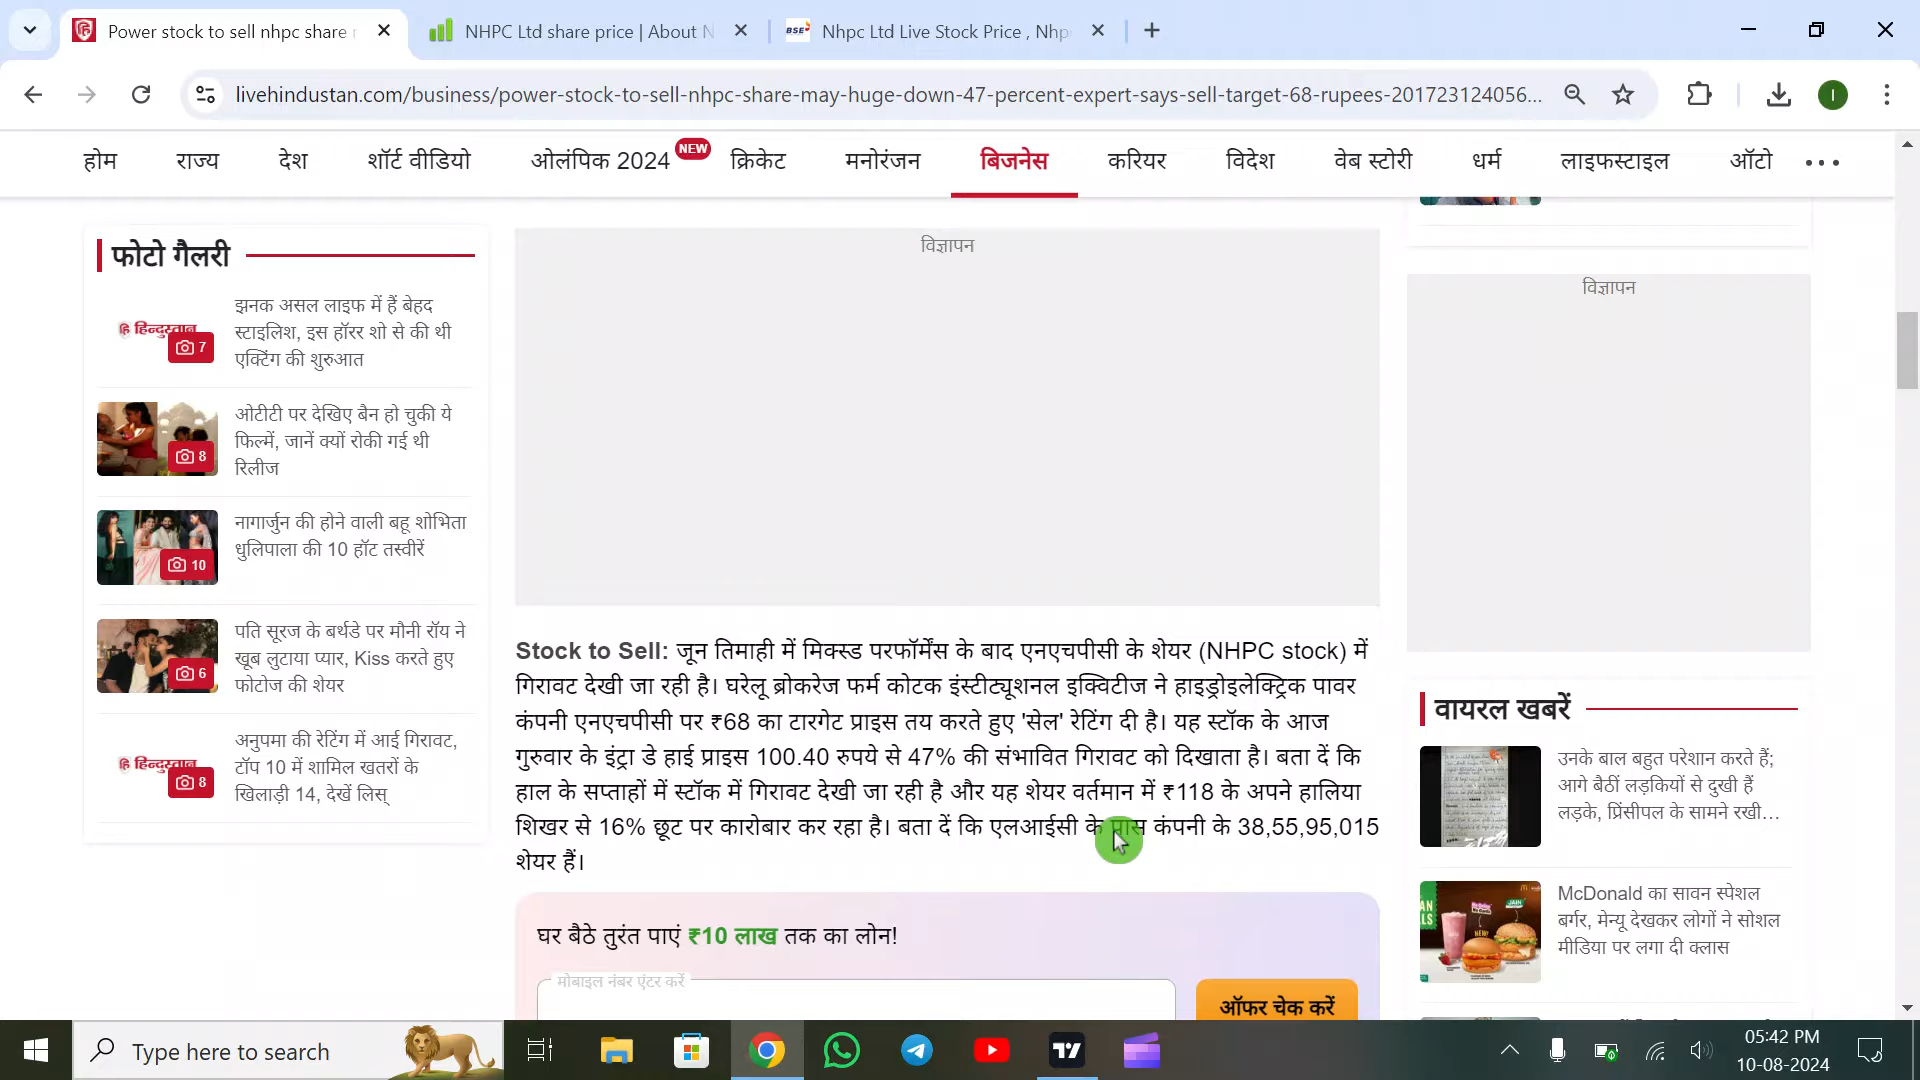 Power stock to sell nhpc share
NHPC Ltd share price | About N
BSE
Nhpc Ltd Live Stock Price , Nhp
livehindustan.com/business/power-stock-to-sell-nhpc-share-may-huge-down-47-percent-expert-says-sell-target-68-rupees-201723124056...
I
होम
राज्य
देश
शॉर्ट वीडियो
ओलंपिक 2024
NEW
क्रिकेट
मनोरंजन
बिजनेस
करियर
विदेश
वेब स्टोरी
धर्म
लाइफस्टाइल
ऑटो
फोटो गैलरी
हिन्दुस्तान
7
झनक असल लाइफ में हैं बेहद
स्टाइलिश, इस हॉरर शो से की थी
एक्टिंग की शुरुआत
8
ओटीटी पर देखिए बैन हो चुकी ये
फिल्में, जानें क्यों रोकी गई थी
रिलीज
10
नागार्जुन की होने वाली बहू शोभिता
धुलिपाला की 10 हॉट तस्वीरें
6
पति सूरज के बर्थडे पर मौनी रॉय ने
खूब लुटाया प्यार, Kiss करते हुए
फोटोज की शेयर
हिन्दुस्तान
8
अनुपमा की रेटिंग में आई गिरावट,
टॉप 10 में शामिल खतरों के
खिलाड़ी 14, देखें लिस्
विज्ञापन
Stock to Sell: जून तिमाही में मिक्स्ड परफॉर्मेंस के बाद एनएचपीसी के शेयर (NHPC stock) में
गिरावट देखी जा रही है। घरेलू ब्रोकरेज फर्म कोटक इंस्टीट्यूशनल इक्विटीज ने हाइड्रोइलेक्ट्रिक पावर
कंपनी एनएचपीसी पर ₹68 का टारगेट प्राइस तय करते हुए 'सेल' रेटिंग दी है। यह स्टॉक के आज
गुरुवार के इंट्रा डे हाई प्राइस 100.40 रुपये से 47% की संभावित गिरावट को दिखाता है। बता दें कि
हाल के सप्ताहों में स्टॉक में गिरावट देखी जा रही है और यह शेयर वर्तमान में ₹118 के अपने हालिया
शिखर से 16% छूट पर कारोबार कर रहा है। बता दें कि एलआईसी के पास कंपनी के 38,55,95,015
शेयर हैं।
घर बैठे तुरंत पाएं ₹10 लाख तक का लोन!
मोबाइल नंबर एंटर करें
ऑफर चेक करें
विज्ञापन
वायरल खबरें
उनके बाल बहुत परेशान करते हैं;
आगे बैठीं लड़कियों से दुखी हैं
लड़के, प्रिंसीपल के सामने रखी...
McDonald का सावन स्पेशल
बर्गर, मेन्यू देखकर लोगों ने सोशल
मीडिया पर लगा दी क्लास
Type here to search
05:42 PM
10-08-2024